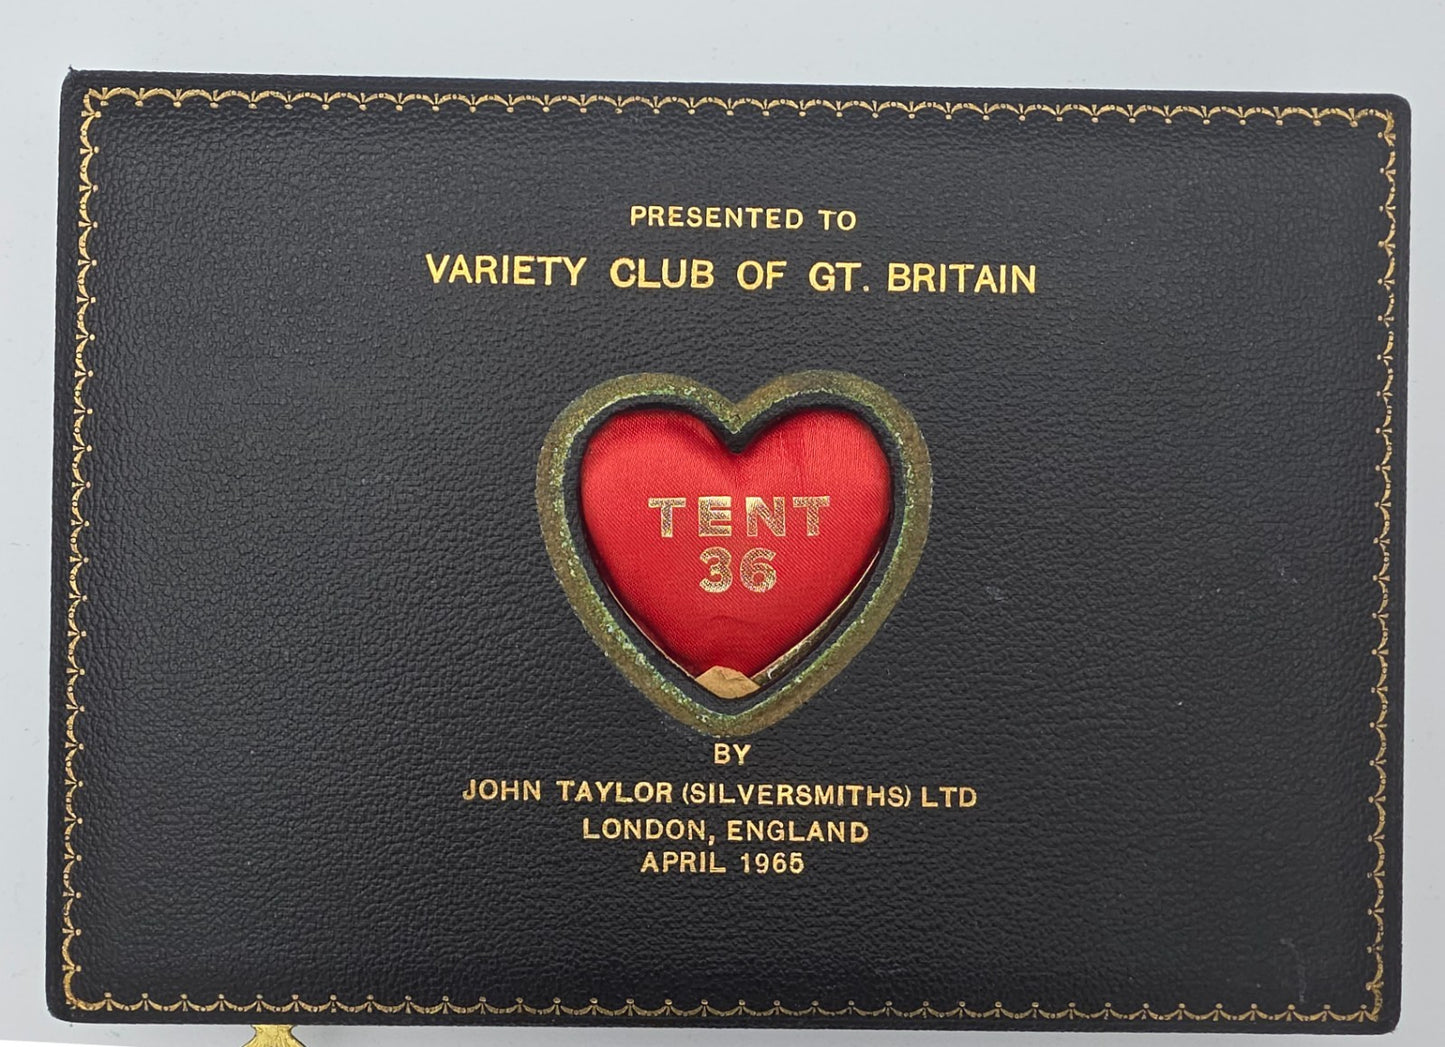 PRESENTED TO
VARIETY CLUB OF GT. BRITAIN
TENT
36
BY
JOHN TAYLOR (SILVERSMITHS) LTD
LONDON, ENGLAND
APRIL 1965